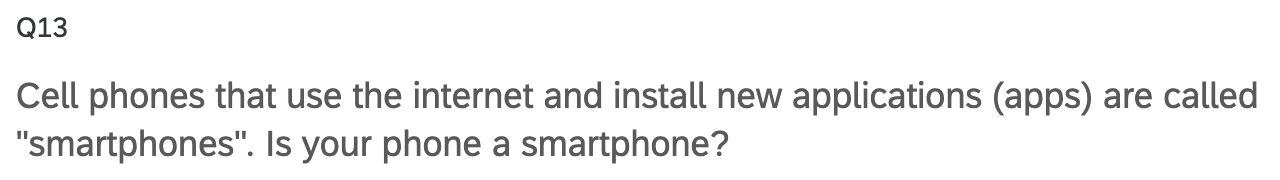 Q13
Cell phones that use the internet and install new applications (apps) are called
"smartphones". Is your phone a smartphone?